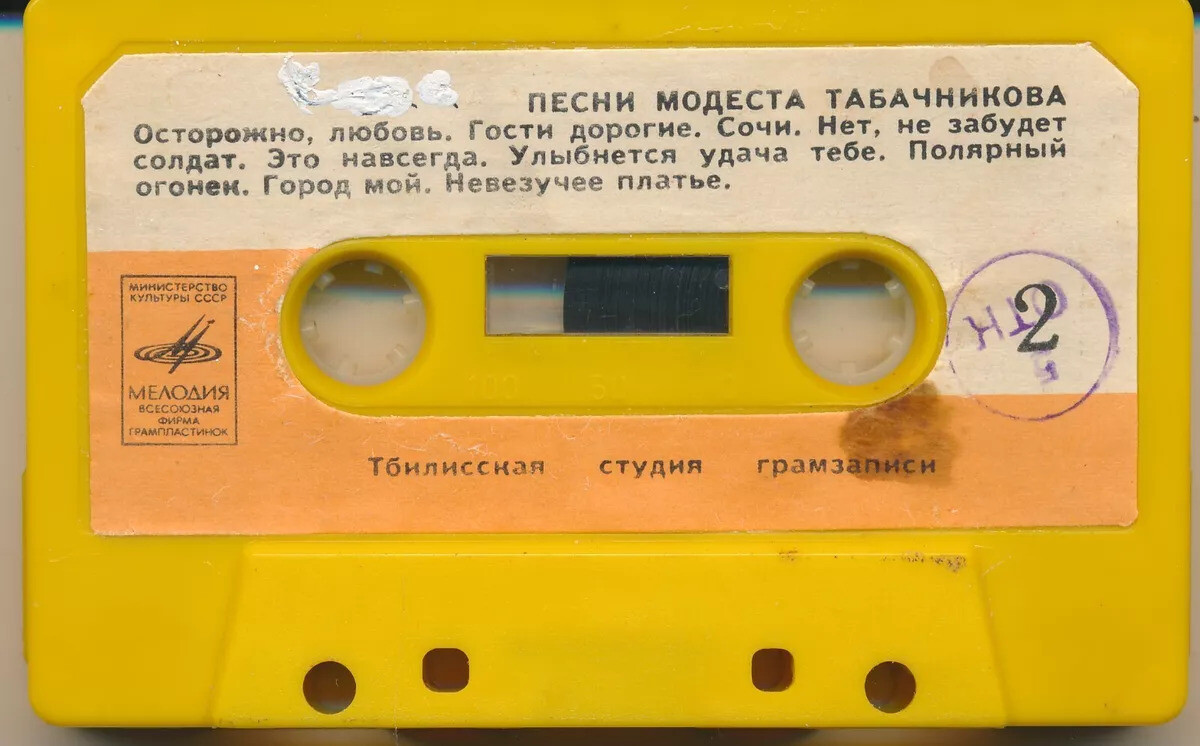 ПЕСНИ МОДЕСТА ТАБАЧНИКОВА
Осторожно, любовь. Гости дорогие. Сочи. Нет, не забудет
солдат. Это навсегда. Улыбнется удача тебе. Полярный
огонек. Город мой. Невезучее платье.
МИНИСТЕРСТВО
КУЛЬТУРЫ СССР
МЕЛОДИЯ
ВСЕСОЮЗНАЯ
ФИРМА
ГРАМПЛАСТИНОК
2
Тбилисская студия грамзаписи